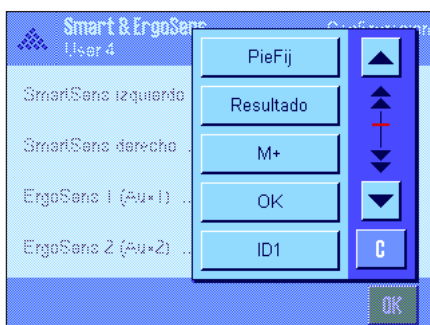 Smart & ErgoSens
User 4
PieFij
SmartSens izquierdo
Resultado
SmartSens derecho .
M+
ErgoSens 1 (Aux1) ..
OK
ErgoSens 2 (Aux2) ..
ID1
C
OK